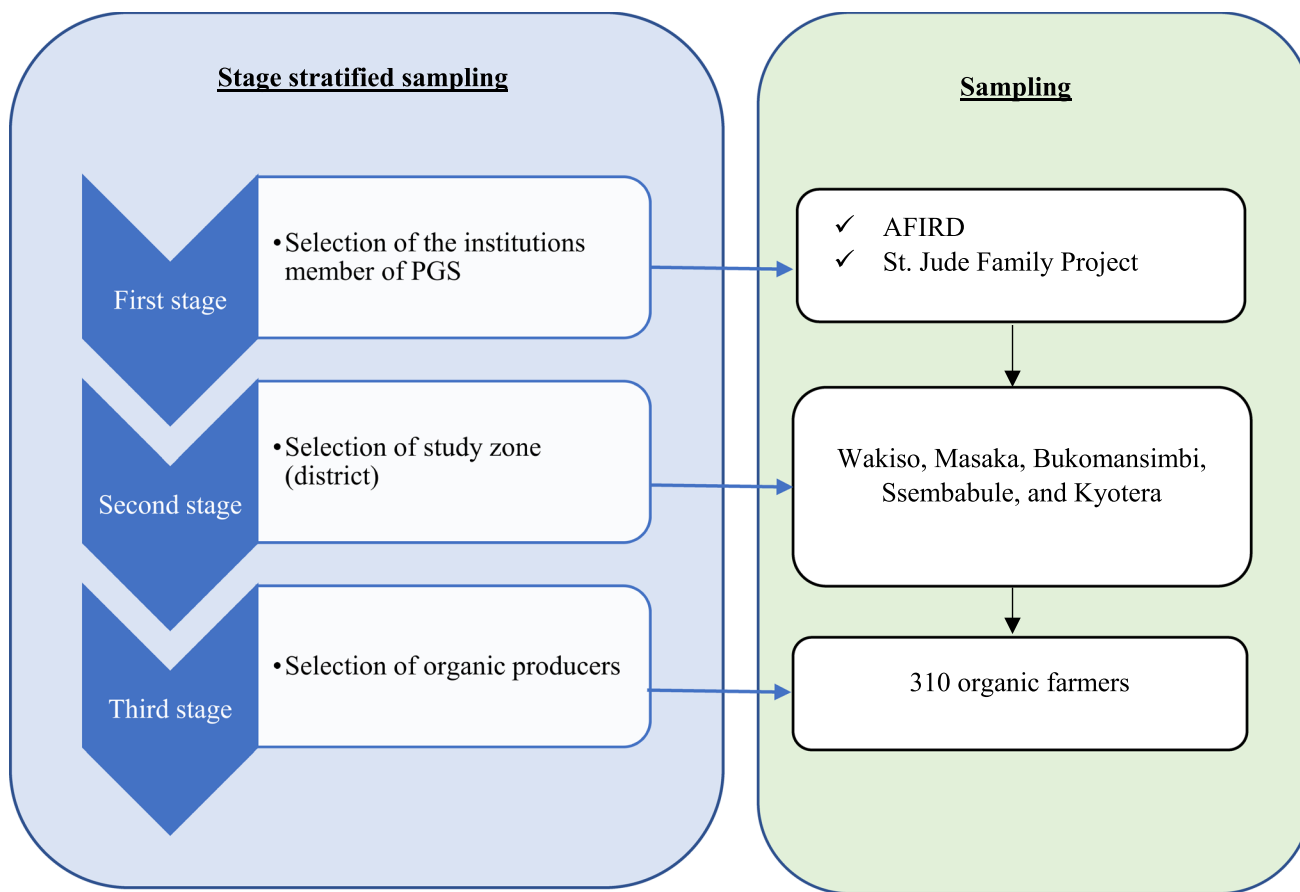 Stage stratified sampling
First stage
•Selection of the institutions
member of PGS
Second stage
•Selection of study zone
(district)
Third stage
•Selection of organic producers
Sampling
✓ AFIRD
✓ St. Jude Family Project
Wakiso, Masaka, Bukomansimbi,
Ssembabule, and Kyotera
310 organic farmers